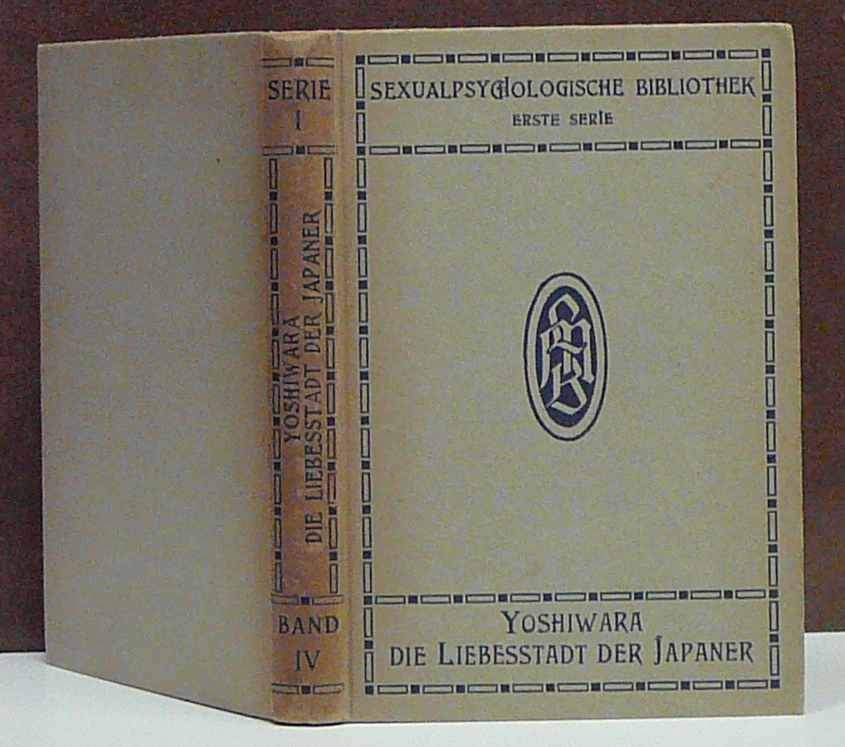 SERIE
I
YOSHIWARA
DIE LIEBESSTADT DER JAPANER
BAND
IV
SEXUALPSYCHOLOGISCHE BIBLIOTHEK
ERSTE SERIE
YOSHIWARA
DIE LIEBESSTADT DER JAPANER